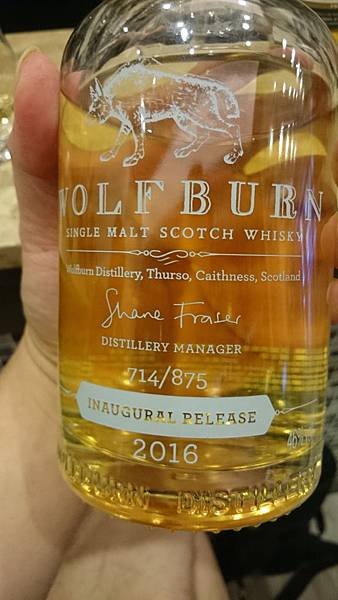 WOLFBURN
SINGLE MALT SCOTCH WHISKY
Wolfburn Distillery, Thurso, Caithness, Scotland
Shane Fraser
DISTILLERY MANAGER
714/875
INAUGURAL RELEASE
46%
2016